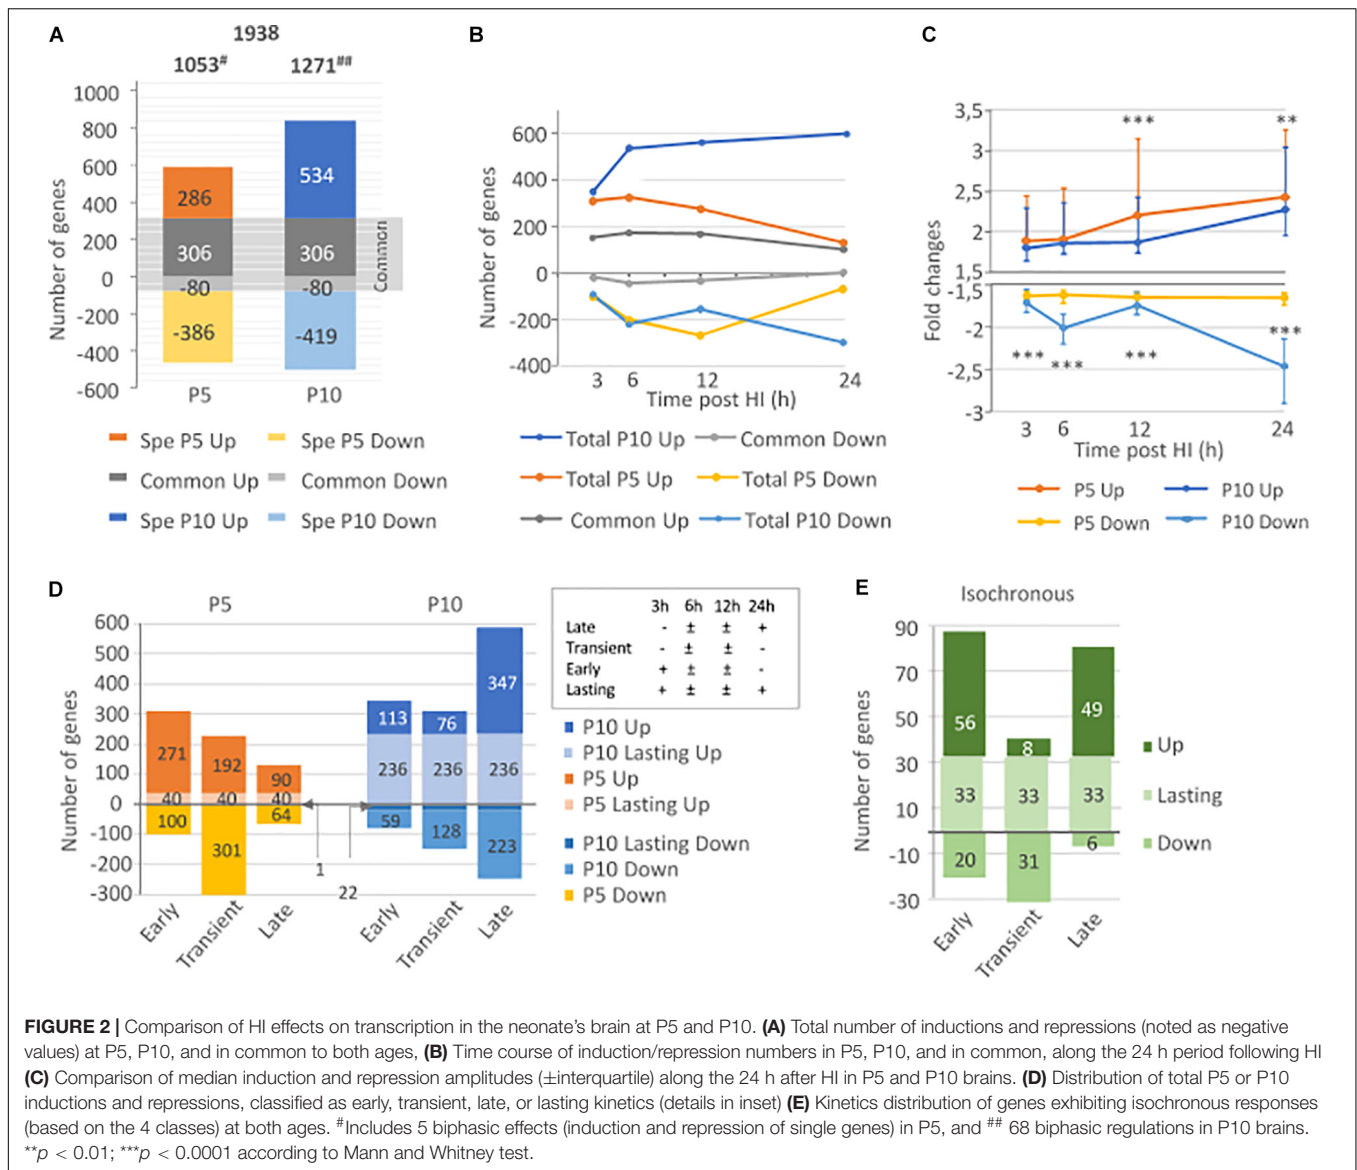 A
1938
1053# 1271##
Number of genes
1000
800
600
400
200
0
-200
-400
-600
286
306
-80
-386
534
306
-80
-419
Common
P5 P10
Spe P5 Up Spe P5 Down
Common Up Common Down
Spe P10 Up Spe P10 Down
B
Number of genes
600
400
200
0
-200
-400
3 6 12 24
Time post HI (h)
Total P10 Up Common Down
Total P5 Up Total P5 Down
Common Up Total P10 Down
C
Fold changes
3,5
3
2,5
2
1,5
-1,5
-2
-2,5
-3
*** **
***
*** *** ***
3 6 12 24
Time post HI (h)
P5 Up P10 Up
P5 Down P10 Down
D
P5 P10
Number of genes
600
500
400
300
200
100
0
-100
-200
-300
271 192 90
40 40 40
100 301 64
113 76 347
236 236 236
59 128 223
1
22
Early Transient Late Early Transient Late
3h 6h 12h 24h
Late - ± ± +
Transient - ± ± -
Early + ± ± -
Lasting + ± ± +
P10 Up
P10 Lasting Up
P5 Up
P5 Lasting Up
P10 Lasting Down
P10 Down
P5 Down
E
Isochronous
Number of genes
90
70
50
30
10
-10
-30
56 8 49
33 33 33
20 31 6
Early Transient Late
Up
Lasting
Down
FIGURE 2 | Comparison of HI effects on transcription in the neonate's brain at P5 and P10. (A) Total number of inductions and repressions (noted as negative
values) at P5, P10, and in common to both ages, (B) Time course of induction/repression numbers in P5, P10, and in common, along the 24 h period following HI
(C) Comparison of median induction and repression amplitudes (±interquartile) along the 24 h after HI in P5 and P10 brains. (D) Distribution of total P5 or P10
inductions and repressions, classified as early, transient, late, or lasting kinetics (details in inset) (E) Kinetics distribution of genes exhibiting isochronous responses
(based on the 4 classes) at both ages. #Includes 5 biphasic effects (induction and repression of single genes) in P5, and ## 68 biphasic regulations in P10 brains.
**p < 0.01; ***p < 0.0001 according to Mann and Whitney test.